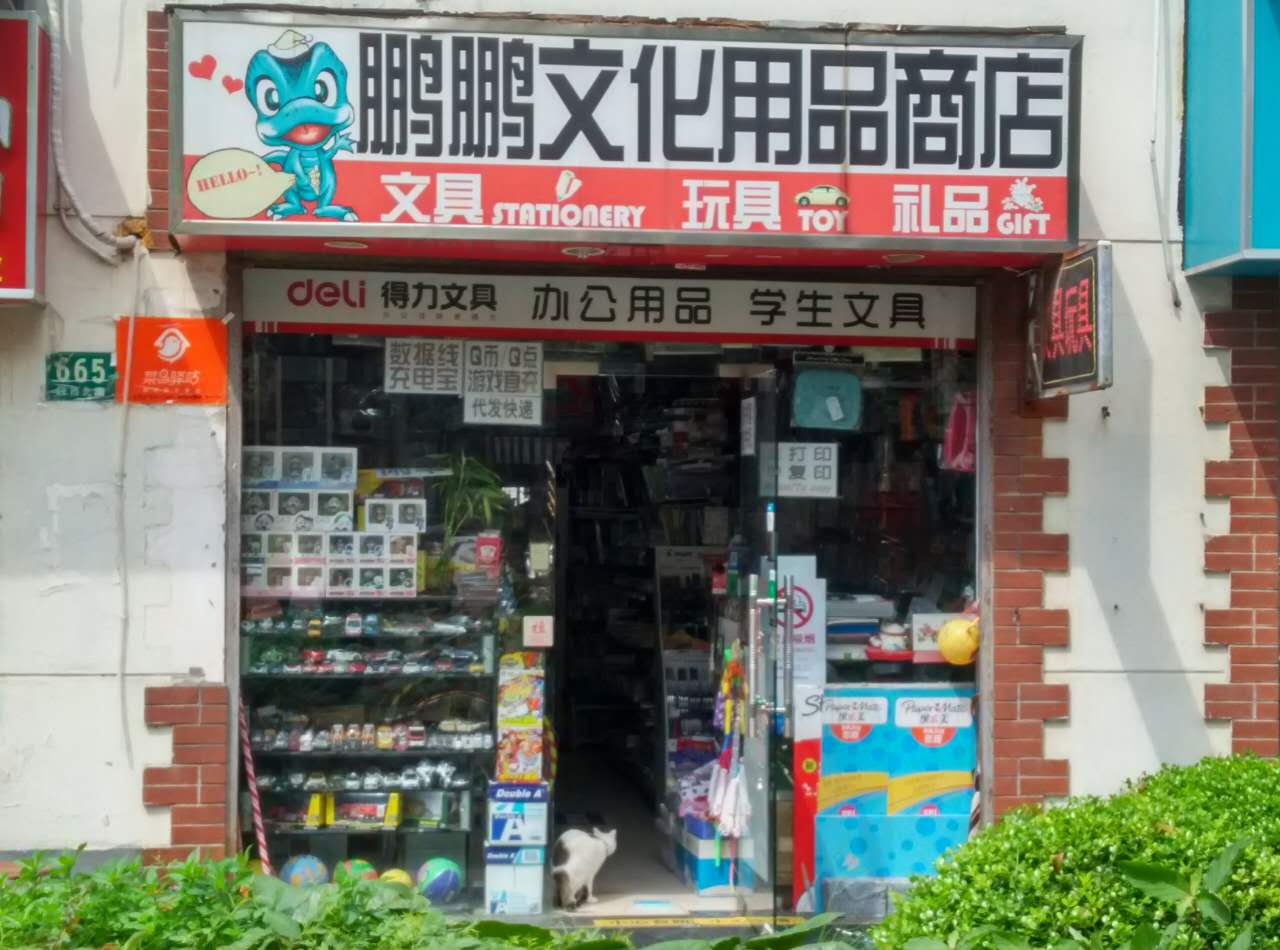 鹏鹏文化用品商店
HELLO~!
文具 STATIONERY 玩具 TOY 礼品 GIFT
deli 得力文具 办公用品 学生文具
665
菜鸟驿站
数据线
充电宝
Q币/Q点
游戏直充
代发快递
打印
复印
Paper Mate
Paper Mate
Double A
Double A